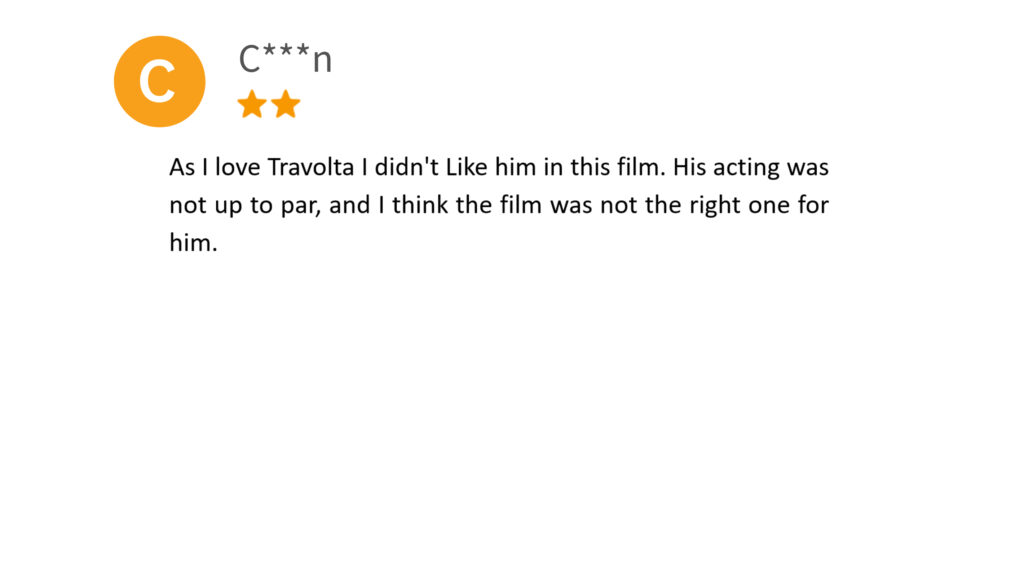 C
C***n
As I love Travolta I didn't Like him in this film. His acting was
not up to par, and I think the film was not the right one for
him.